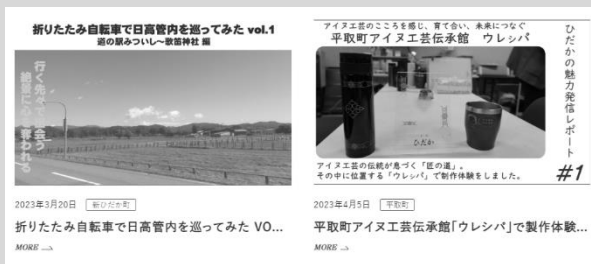 折りたたみ自転車で日高管内を巡ってみた vol.1
道の駅みついし～歌笛神社 編
行く先々で出会う
絶景に心を奪われる
2023年3月20日 新ひだか町
折りたたみ自転車で日高管内を巡ってみた VO...
MORE
アイヌ工芸のこころを感じ、育て合い、未来につなぐ
平取町アイヌ工芸伝承館 ウレㇱパ
ひだかの魅力発信レポート
#1
ひだか
アイヌ工芸の伝統が息づく「匠の道」。
その中に位置する「ウレㇱパ」で制作体験をしました。
2023年4月5日 平取町
平取町アイヌ工芸伝承館「ウレシパ」で製作体験...
MORE